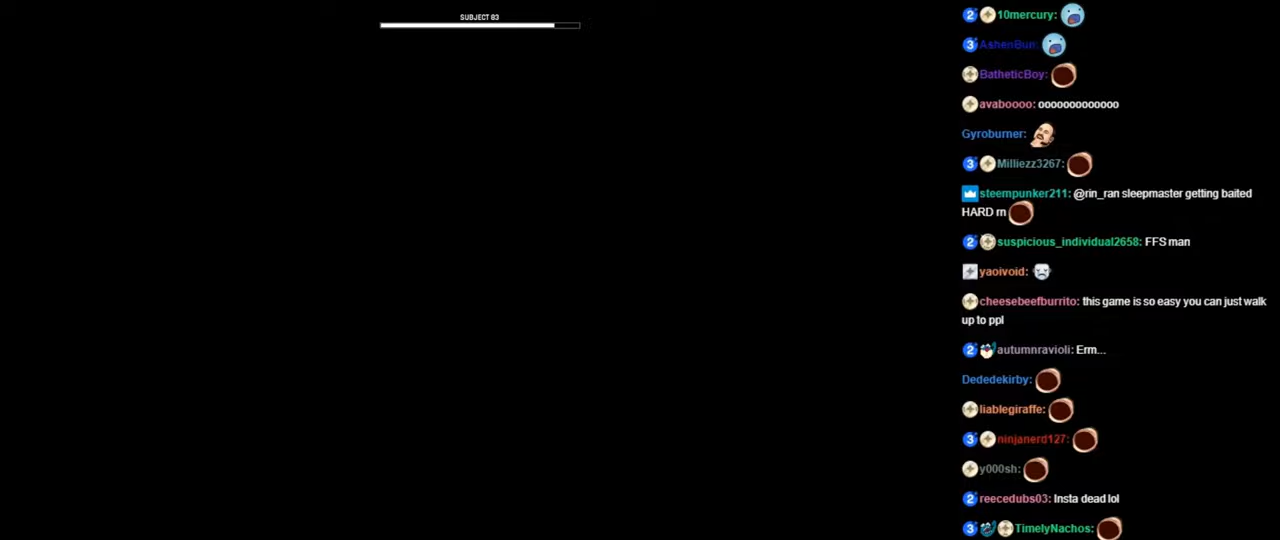 SUBJECT 83
10mercury:
AshenBun:
BatheticBoy:
avaboooo: ooooooooooooo
Gyroburner:
Milliezz3267:
steempunker211: @rin_ran sleepmaster getting baited
HARD rn
suspicious_individual2658: FFS man
yaoivoid:
cheesebeefburrito: this game is so easy you can just walk
up to ppl
autumnravioli: Erm...
Dededekirby:
liablegiraffe:
ninjanerd127:
y000sh:
reecedubs03: Insta dead lol
TimelyNachos: